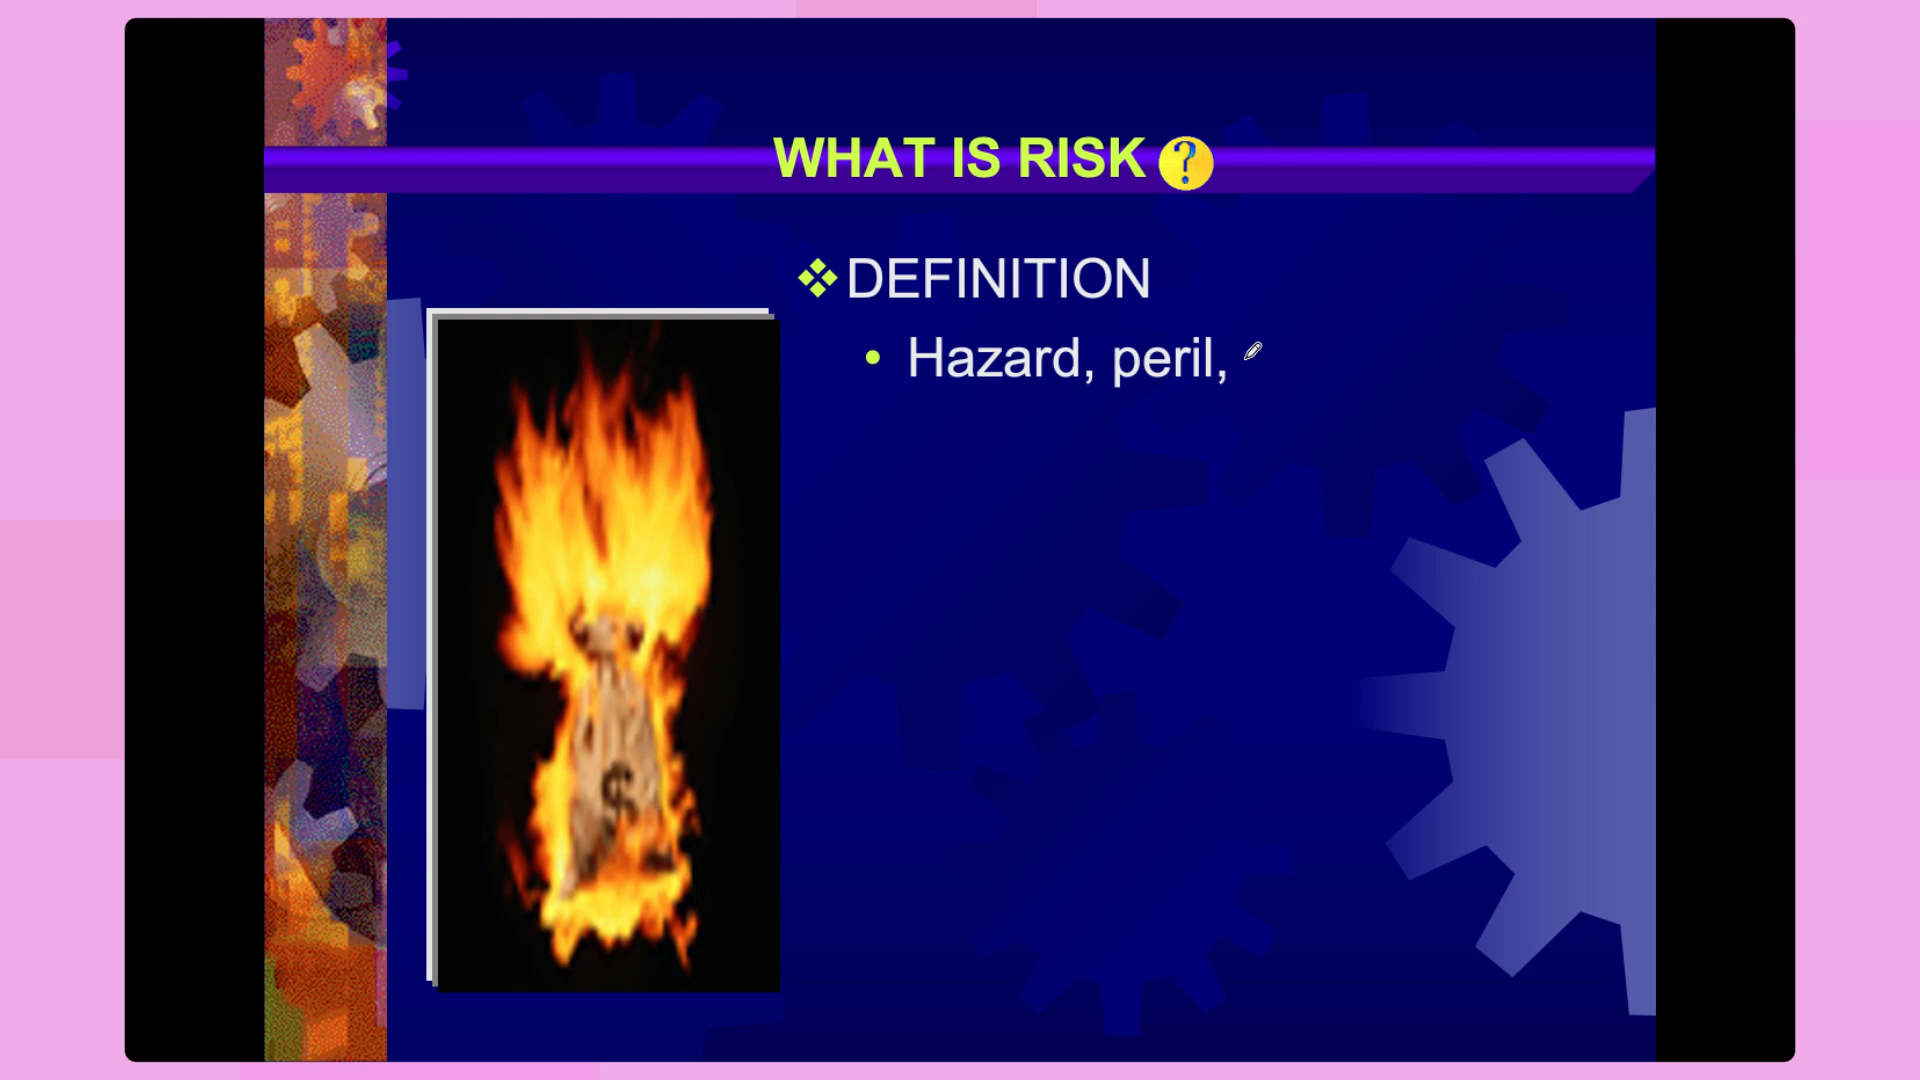 WHAT IS RISK ?
DEFINITION
• Hazard, peril,
$